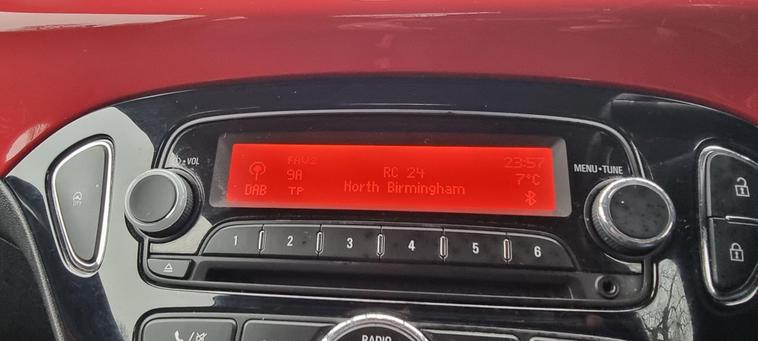 VOL
FAV2
23:57
9A
RC 24
7°C
DAB
TP
North Birmingham
MENU•TUNE
CITY
1 2 3 4 5 6
RADIO